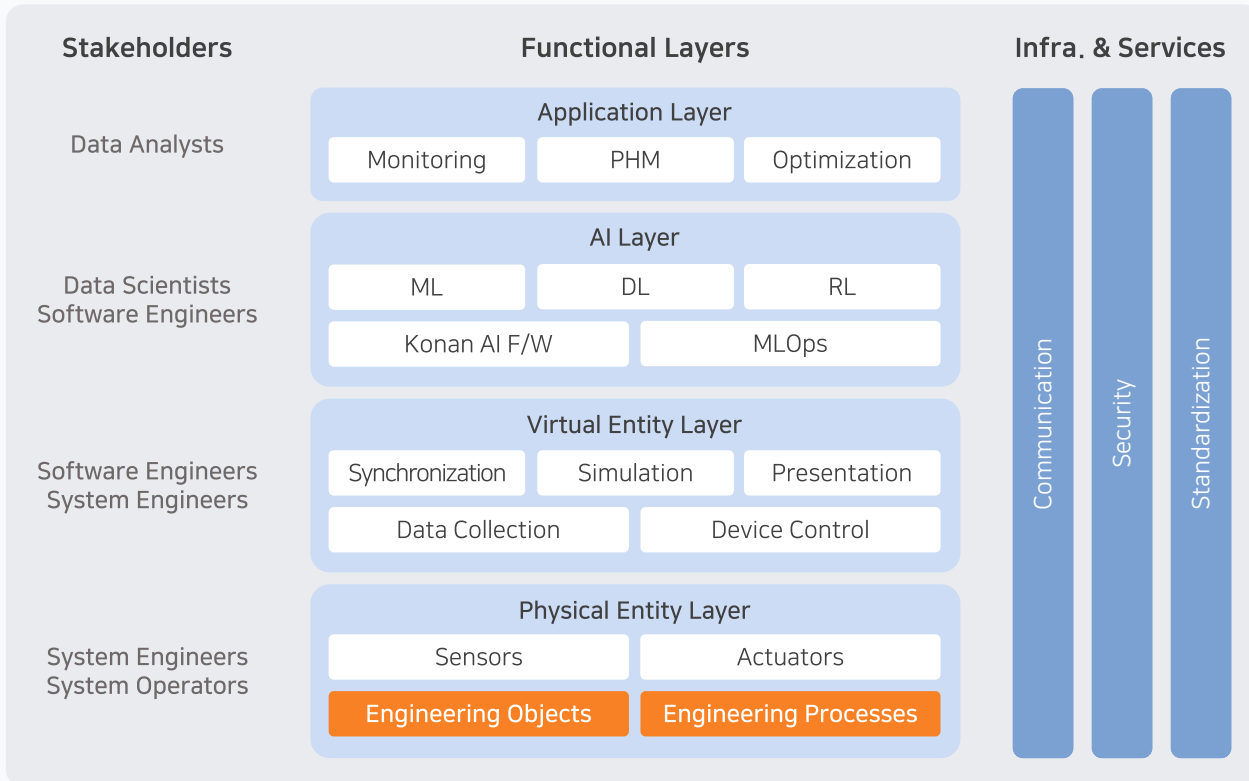 Stakeholders
Functional Layers
Infra. & Services
Data Analysts
Application Layer
Monitoring
PHM
Optimization
Data Scientists
Software Engineers
AI Layer
ML
DL
RL
Konan AI F/W
MLOps
Software Engineers
System Engineers
Virtual Entity Layer
Synchronization
Simulation
Presentation
Data Collection
Device Control
System Engineers
System Operators
Physical Entity Layer
Sensors
Actuators
Engineering Objects
Engineering Processes
Communication
Security
Standardization